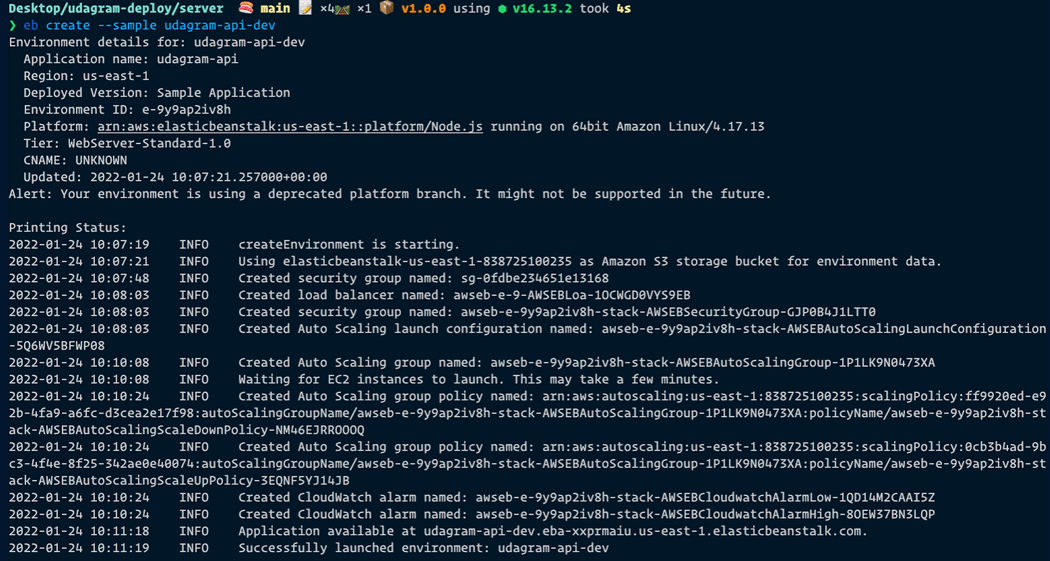 Desktop/udagram-deploy/server main ×4 ×1 v1.0.0 using v16.13.2 took 4s
❯ eb create --sample udagram-api-dev
Environment details for: udagram-api-dev
Application name: udagram-api
Region: us-east-1
Deployed Version: Sample Application
Environment ID: e-9y9ap2iv8h
Platform: arn:aws:elasticbeanstalk:us-east-1::platform/Node.js running on 64bit Amazon Linux/4.17.13
Tier: WebServer-Standard-1.0
CNAME: UNKNOWN
Updated: 2022-01-24 10:07:21.257000+00:00
Alert: Your environment is using a deprecated platform branch. It might not be supported in the future.
Printing Status:
2022-01-24 10:07:19 INFO createEnvironment is starting.
2022-01-24 10:07:21 INFO Using elasticbeanstalk-us-east-1-838725100235 as Amazon S3 storage bucket for environment data.
2022-01-24 10:07:48 INFO Created security group named: sg-0fdbe234651e13168
2022-01-24 10:08:03 INFO Created load balancer named: awseb-e-9-AWSEBLoa-1OCWGD0VYS9EB
2022-01-24 10:08:03 INFO Created security group named: awseb-e-9y9ap2iv8h-stack-AWSEBSecurityGroup-GJP0B4J1LTT0
2022-01-24 10:08:03 INFO Created Auto Scaling launch configuration named: awseb-e-9y9ap2iv8h-stack-AWSEBAutoScalingLaunchConfiguration
-5Q6WV5BFWP08
2022-01-24 10:10:08 INFO Created Auto Scaling group named: awseb-e-9y9ap2iv8h-stack-AWSEBAutoScalingGroup-1P1LK9N0473XA
2022-01-24 10:10:08 INFO Waiting for EC2 instances to launch. This may take a few minutes.
2022-01-24 10:10:24 INFO Created Auto Scaling group policy named: arn:aws:autoscaling:us-east-1:838725100235:scalingPolicy:ff9920ed-e9
2b-4fa9-a6fc-d3cea2e17f98:autoScalingGroupName/awseb-e-9y9ap2iv8h-stack-AWSEBAutoScalingGroup-1P1LK9N0473XA:policyName/awseb-e-9y9ap2iv8h-st
ack-AWSEBAutoScalingScaleDownPolicy-NM46EJRROOOQ
2022-01-24 10:10:24 INFO Created Auto Scaling group policy named: arn:aws:autoscaling:us-east-1:838725100235:scalingPolicy:0cb3b4ad-9b
c3-4f4e-8f25-342ae0e40074:autoScalingGroupName/awseb-e-9y9ap2iv8h-stack-AWSEBAutoScalingGroup-1P1LK9N0473XA:policyName/awseb-e-9y9ap2iv8h-st
ack-AWSEBAutoScalingScaleUpPolicy-3EQNF5YJ14JB
2022-01-24 10:10:24 INFO Created CloudWatch alarm named: awseb-e-9y9ap2iv8h-stack-AWSEBCloudwatchAlarmLow-1QD14M2CAAI5Z
2022-01-24 10:10:24 INFO Created CloudWatch alarm named: awseb-e-9y9ap2iv8h-stack-AWSEBCloudwatchAlarmHigh-8OEW37BN3LQP
2022-01-24 10:11:18 INFO Application available at udagram-api-dev.eba-xxprmaiu.us-east-1.elasticbeanstalk.com.
2022-01-24 10:11:19 INFO Successfully launched environment: udagram-api-dev